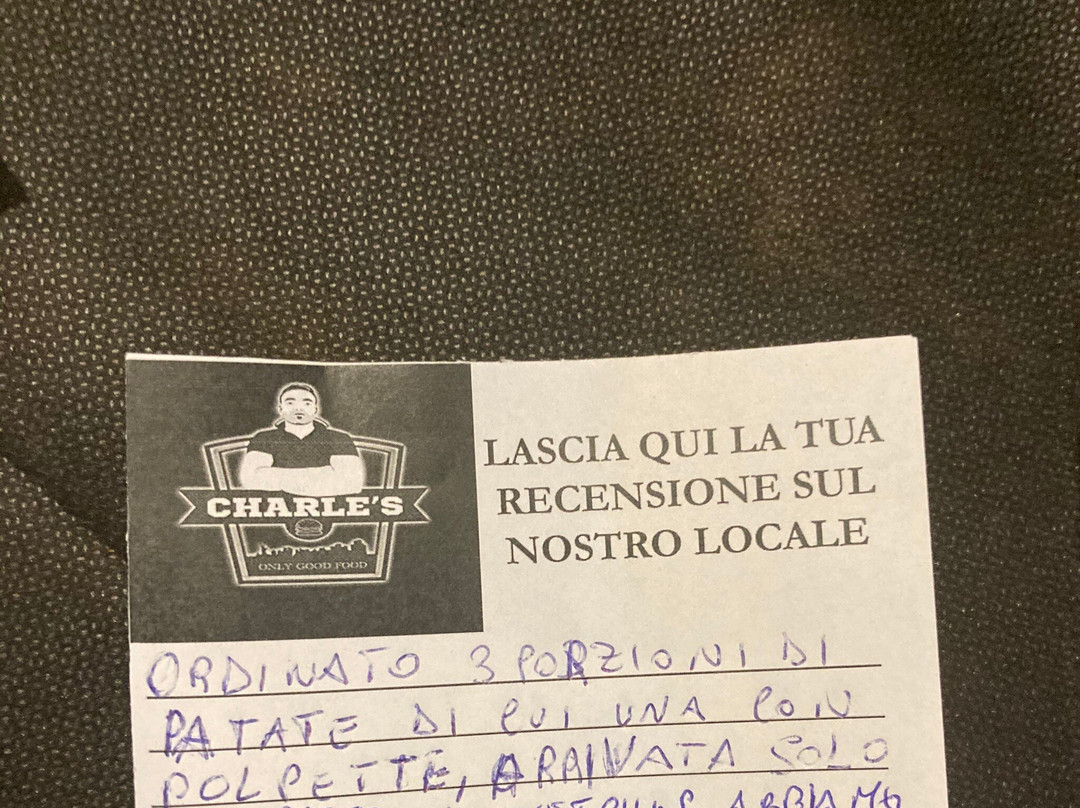 CHARLE'S
ONLY GOOD FOOD
LASCIA QUI LA TUA
RECENSIONE SUL
NOSTRO LOCALE
ORDINATO 3 PORZIONI DI
PATATE DI CUI UNA CON
POLPETTE, ARRIVATA SOLO
ABBIAMO